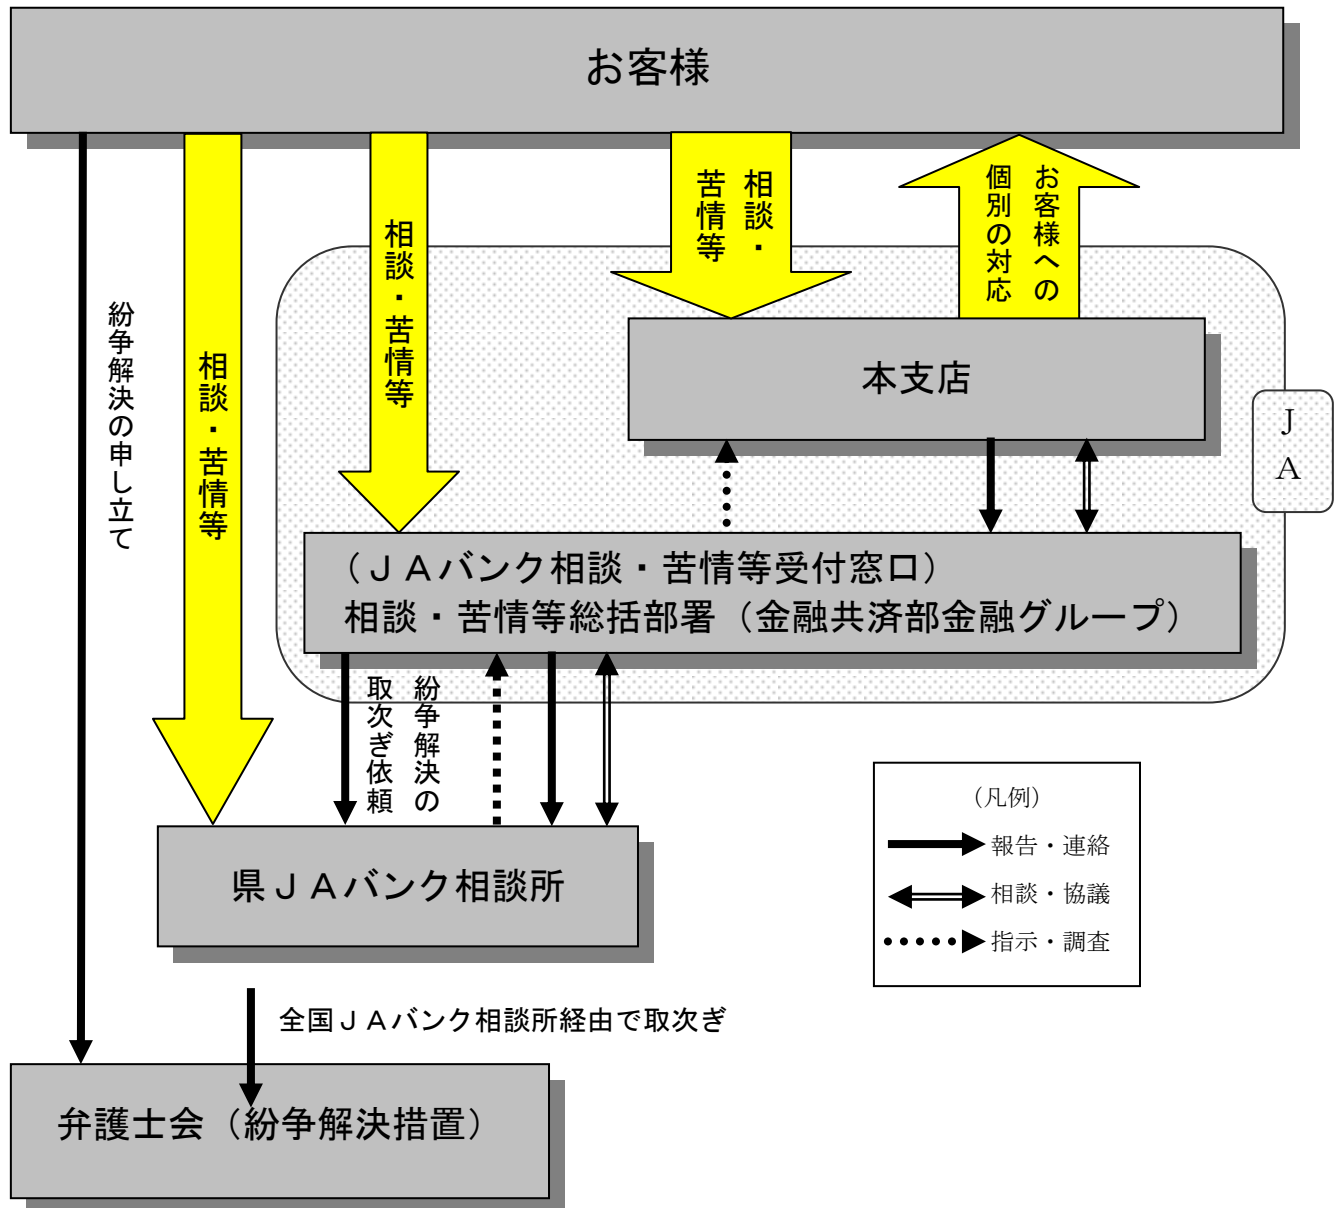 お客様
相談・
苦情等
お客様への
個別の対応
相談・苦情等
相談・苦情等
紛争解決の申し立て
本支店
ＪＡ
（ＪＡバンク相談・苦情等受付窓口）
相談・苦情等総括部署（金融共済部金融グループ）
紛争解決の
取次ぎ依頼
県ＪＡバンク相談所
（凡例）
報告・連絡
相談・協議
指示・調査
全国ＪＡバンク相談所経由で取次ぎ
弁護士会（紛争解決措置）